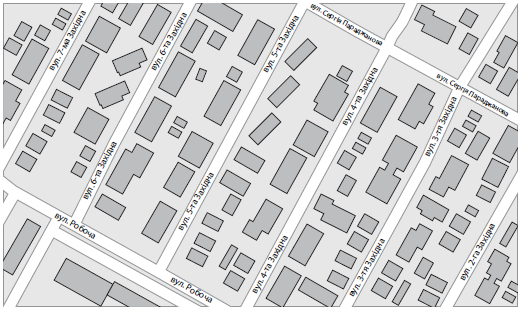 вул. Сергія Параджанова
вул. 7-ма Західна
вул. 6-та Західна
вул. 5-та Західна
вул. 4-та Західна
вул. Сергія Параджанова
вул. 3-тя Західна
вул. 6-та Західна
вул. 5-та Західна
вул. Робоча
вул. 4-та Західна
вул. 3-тя Західна
вул. 2-га Західна
вул. Робоча